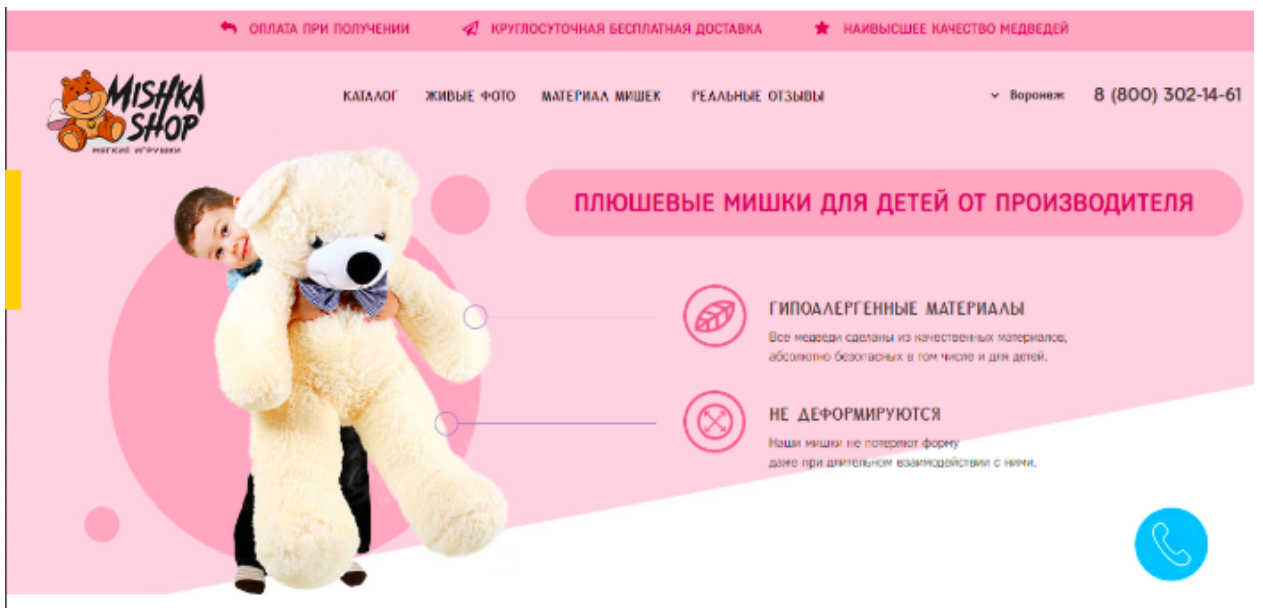 ОПЛАТА ПРИ ПОЛУЧЕНИИ
КРУГЛОСУТОЧНАЯ БЕСПЛАТНАЯ ДОСТАВКА
НАИВЫСШЕЕ КАЧЕСТВО МЕДВЕДЕЙ
MISHKA
SHOP
МЯГКИЕ ИГРУШКИ
КАТАЛОГ
ЖИВЫЕ ФОТО
МАТЕРИАЛ МИШЕК
РЕАЛЬНЫЕ ОТЗЫВЫ
Воронеж
8 (800) 302-14-61
ПЛЮШЕВЫЕ МИШКИ ДЛЯ ДЕТЕЙ ОТ ПРОИЗВОДИТЕЛЯ
ГИПОАЛЕРГЕННЫЕ МАТЕРИАЛЫ
Все медведи сделаны из качественных материалов,
абсолютно безопасных в том числе и для детей.
НЕ ДЕФОРМИРУЮТСЯ
Наши мишки не потеряют форму
даже при длительном взаимодействии с ними.